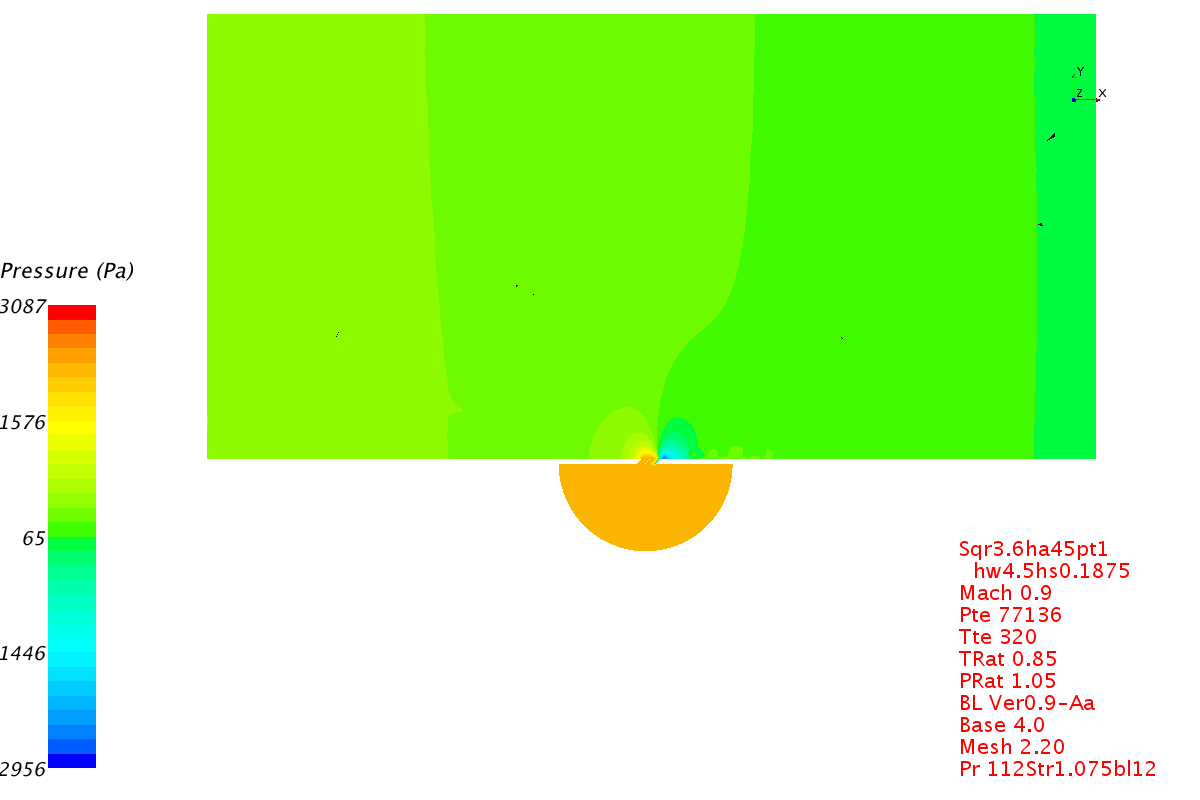 Y
Z X
Pressure (Pa)
3087
1576
65
1446
2956
Sqr3.6ha45pt1
hw4.5hs0.1875
Mach 0.9
Pte 77136
Tte 320
TRat 0.85
PRat 1.05
BL Ver0.9-Aa
Base 4.0
Mesh 2.20
Pr 112Str1.075bl12